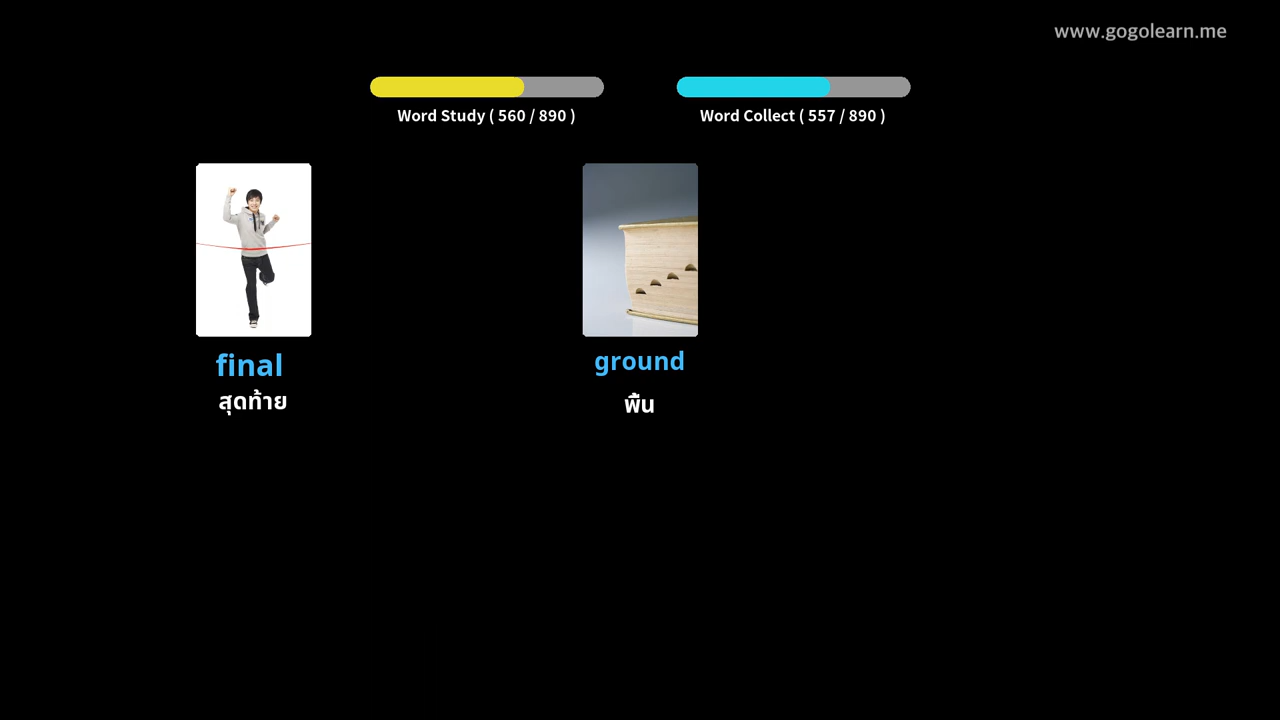 www.gogolearn.me
Word Study ( 560 / 890 )
Word Collect ( 557 / 890 )
final
สุดท้าย
ground
พื้น